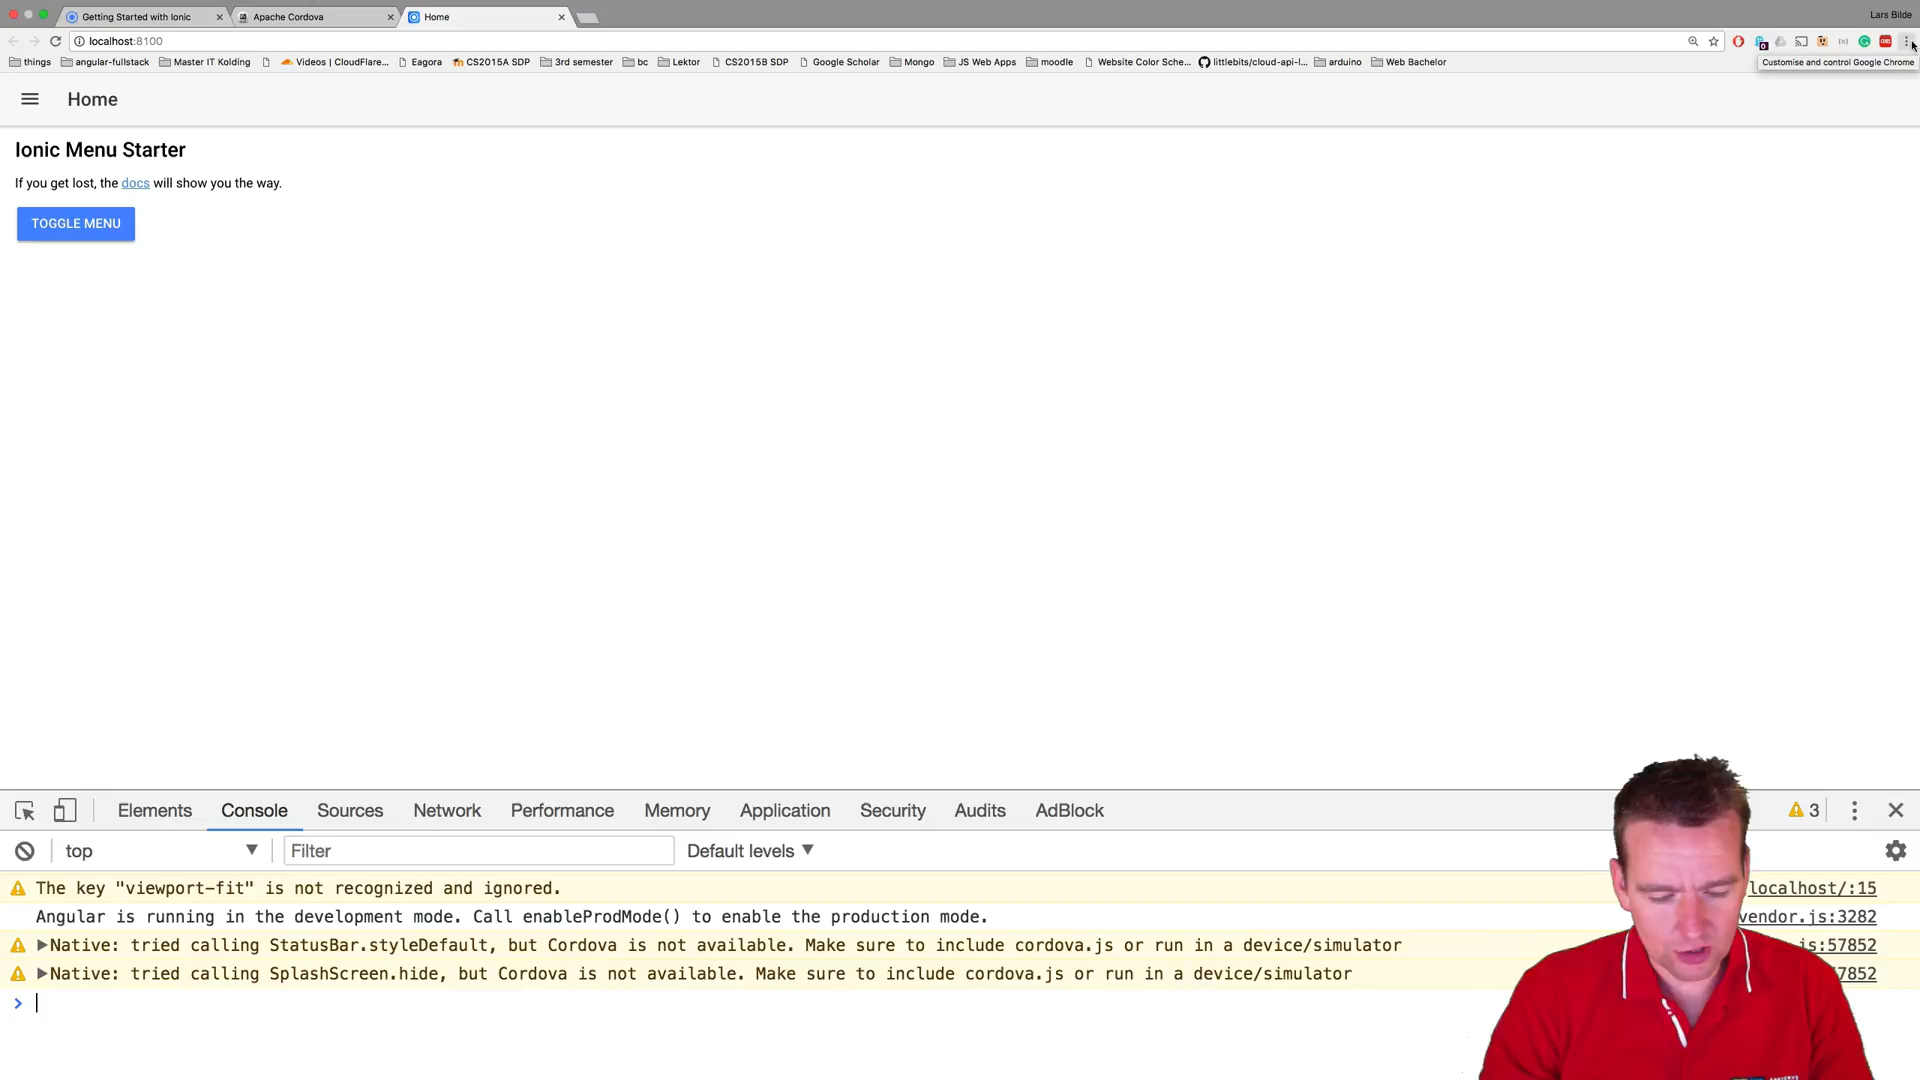 Getting Started with Ionic
Apache Cordova
Home
Lars Bilde
localhost:8100
things
angular-fullstack
Master IT Kolding
Videos | CloudFlare...
Eagora
CS2015A SDP
3rd semester
bc
Lektor
CS2015B SDP
Google Scholar
Mongo
JS Web Apps
moodle
Website Color Sche...
littlebits/cloud-api-l...
arduino
Web Bachelor
Customise and control Google Chrome
Home
Ionic Menu Starter
If you get lost, the docs will show you the way.
TOGGLE MENU
Elements Console Sources Network Performance Memory Application Security Audits AdBlock 3
top Filter Default levels
The key "viewport-fit" is not recognized and ignored. localhost/:15
Angular is running in the development mode. Call enableProdMode() to enable the production mode. vendor.js:3282
Native: tried calling StatusBar.styleDefault, but Cordova is not available. Make sure to include cordova.js or run in a device/simulator js:57852
Native: tried calling SplashScreen.hide, but Cordova is not available. Make sure to include cordova.js or run in a device/simulator 7852